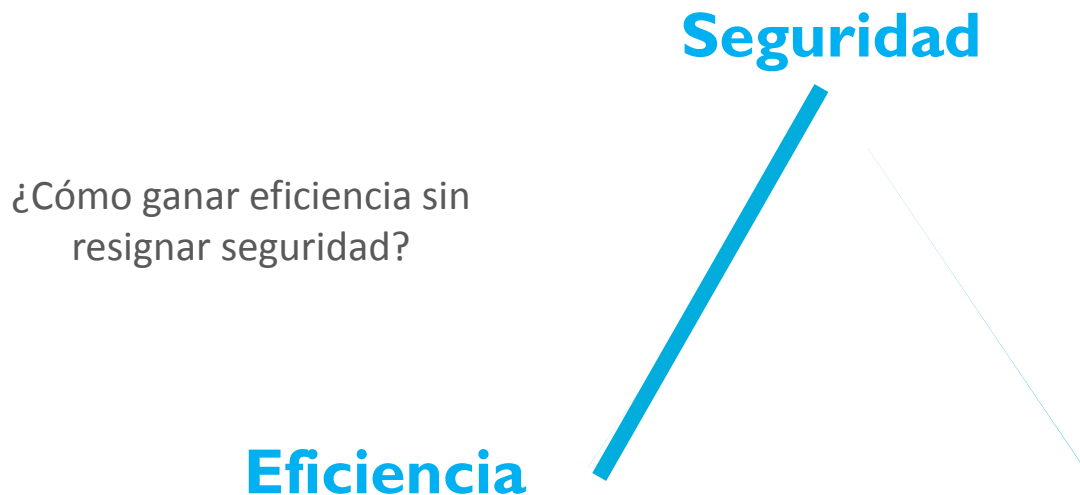 Seguridad
¿Cómo ganar eficiencia sin
resignar seguridad?
Eficiencia